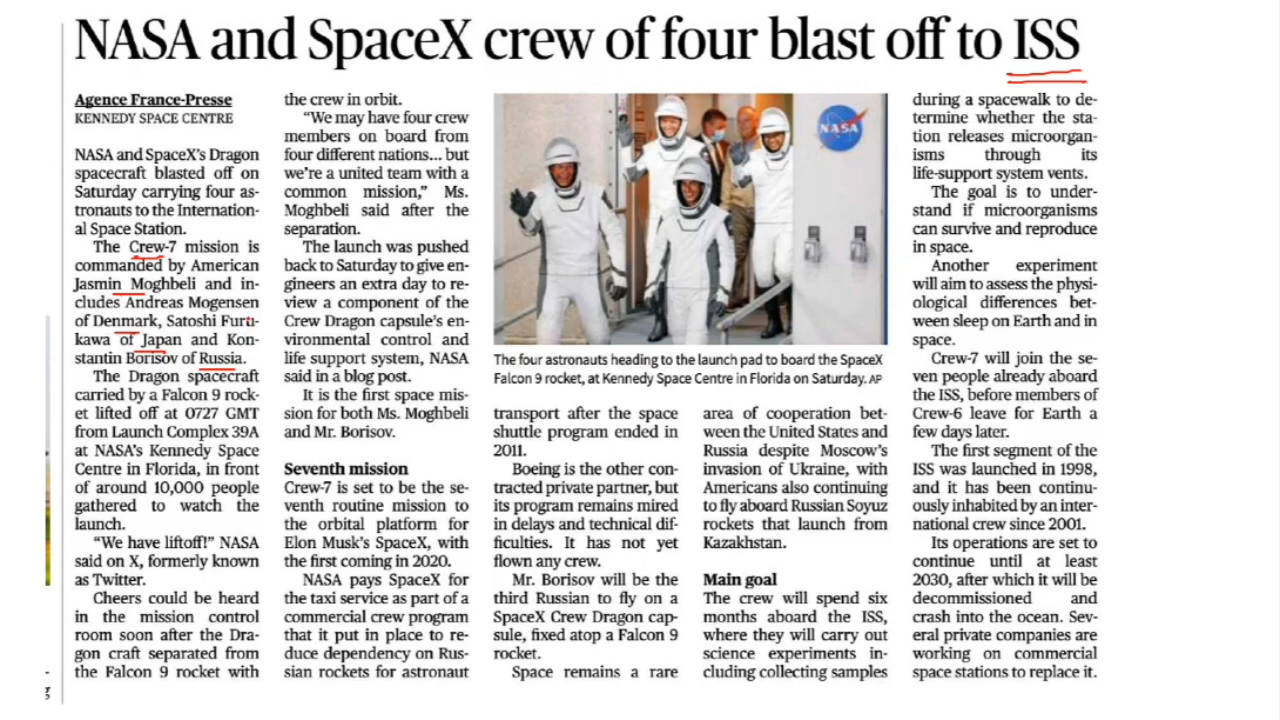 NASA and SpaceX crew of four blast off to ISS
Agence France-Presse
KENNEDY SPACE CENTRE
NASA and SpaceX's Dragon
spacecraft blasted off on
Saturday carrying four as-
tronauts to the Internation-
al Space Station.
The Crew-7 mission is
commanded by American
Jasmin Moghbeli and in-
cludes Andreas Mogensen
of Denmark, Satoshi Furu-
kawa of Japan and Kon-
stantin Borisov of Russia.
The Dragon spacecraft
carried by a Falcon 9 rock-
et lifted off at 0727 GMT
from Launch Complex 39A
at NASA's Kennedy Space
Centre in Florida, in front
of around 10,000 people
gathered to watch the
launch.
"We have liftoff!" NASA
said on X, formerly known
as Twitter.
Cheers could be heard
in the mission control
room soon after the Dra-
gon craft separated from
the Falcon 9 rocket with
the crew in orbit.
"We may have four crew
members on board from
four different nations... but
we're a united team with a
common mission," Ms.
Moghbeli said after the
separation.
The launch was pushed
back to Saturday to give en-
gineers an extra day to re-
view a component of the
Crew Dragon capsule's en-
vironmental control and
life support system, NASA
said in a blog post.
It is the first space mis-
sion for both Ms. Moghbeli
and Mr. Borisov.
Seventh mission
Crew-7 is set to be the se-
venth routine mission to
the orbital platform for
Elon Musk's SpaceX, with
the first coming in 2020.
NASA pays SpaceX for
the taxi service as part of a
commercial crew program
that it put in place to re-
duce dependency on Rus-
sian rockets for astronaut
NASA
The four astronauts heading to the launch pad to board the SpaceX
Falcon 9 rocket, at Kennedy Space Centre in Florida on Saturday. AP
transport after the space
shuttle program ended in
2011.
Boeing is the other con-
tracted private partner, but
its program remains mired
in delays and technical dif-
ficulties. It has not yet
flown any crew.
Mr. Borisov will be the
third Russian to fly on a
SpaceX Crew Dragon cap-
sule, fixed atop a Falcon 9
rocket.
Space remains a rare
area of cooperation bet-
ween the United States and
Russia despite Moscow's
invasion of Ukraine, with
Americans also continuing
to fly aboard Russian Soyuz
rockets that launch from
Kazakhstan.
Main goal
The crew will spend six
months aboard the ISS,
where they will carry out
science experiments in-
cluding collecting samples
during a spacewalk to de-
termine whether the sta-
tion releases microorgan-
isms through its
life-support system vents.
The goal is to under-
stand if microorganisms
can survive and reproduce
in space.
Another experiment
will aim to assess the physi-
ological differences bet-
ween sleep on Earth and in
space.
Crew-7 will join the se-
ven people already aboard
the ISS, before members of
Crew-6 leave for Earth a
few days later.
The first segment of the
ISS was launched in 1998,
and it has been continu-
ously inhabited by an inter-
national crew since 2001.
Its operations are set to
continue until at least
2030, after which it will be
decommissioned and
crash into the ocean. Sev-
eral private companies are
working on commercial
space stations to replace it.